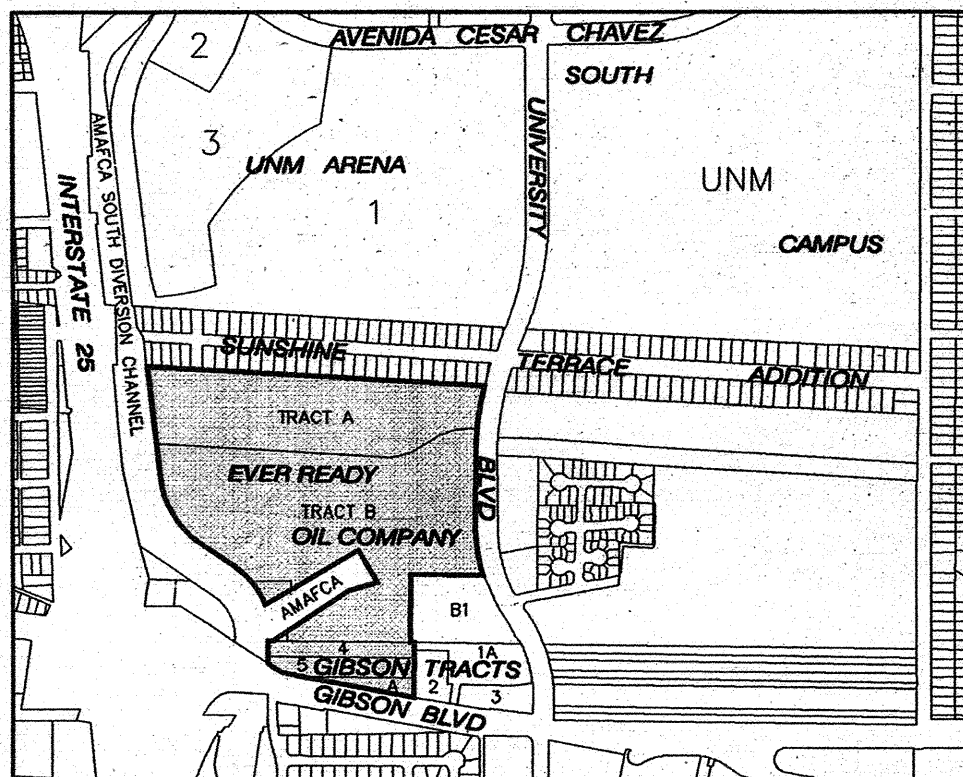 AVENIDA CESAR CHAVEZ
2
SOUTH
UNIVERSITY
3
UNM ARENA
UNM
1
CAMPUS
AMAFCA SOUTH DIVERSION CHANNEL
INTERSTATE 25
SUNSHINE
TERRACE
ADDITION
TRACT A
BLVD
EVER READY
TRACT B
OIL COMPANY
AMAFCA
B1
4
1A
5 GIBSON TRACTS
A
2
3
GIBSON BLVD